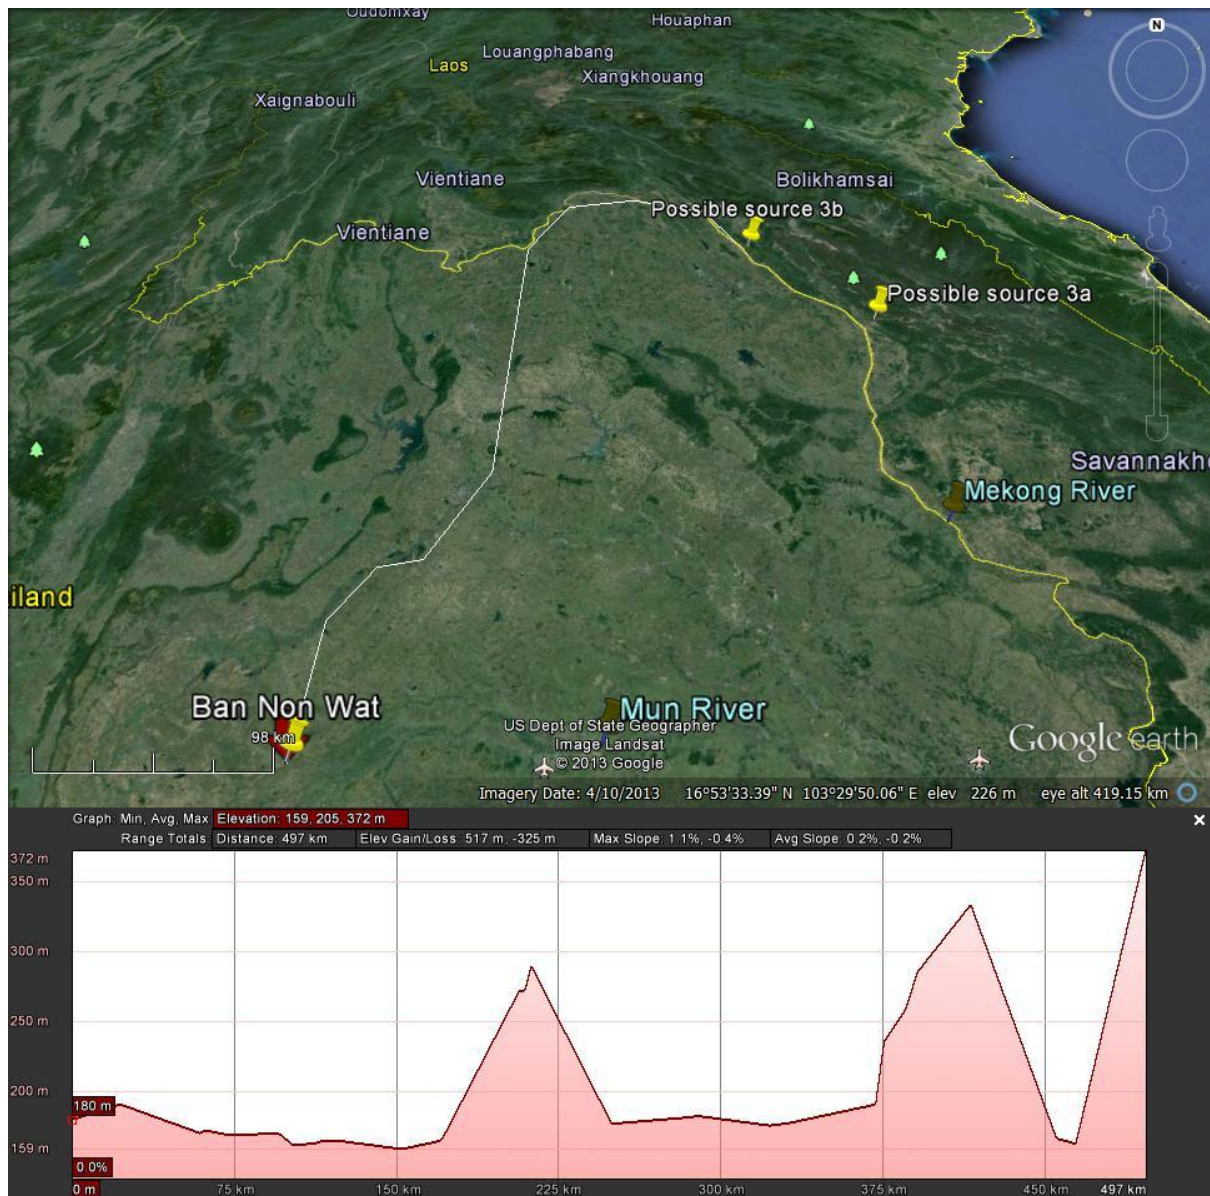 Oudomxay
Houaphan
N
Louangphabang
Laos
Xiangkhouang
Xaignabouli
Vientiane
Bolikhamsai
Possible source 3b
Vientiane
Possible source 3a
Savannakh
Mekong River
iland
Ban Non Wat
Mun River
US Dept of State Geographer
98 km
Image Landsat
Google earth
© 2013 Google
Imagery Date: 4/10/2013 16°53'33.39" N 103°29'50.06" E elev 226 m eye alt 419.15 km
Graph: Min, Avg, Max Elevation: 159, 205, 372 m
Range Totals: Distance: 497 km Elev Gain/Loss: 517 m, -325 m Max Slope: 1.1%, -0.4% Avg Slope: 0.2%, -0.2%
372 m
350 m
300 m
250 m
200 m
180 m
159 m
0.0%
0 m 75 km 150 km 225 km 300 km 375 km 450 km 497 km